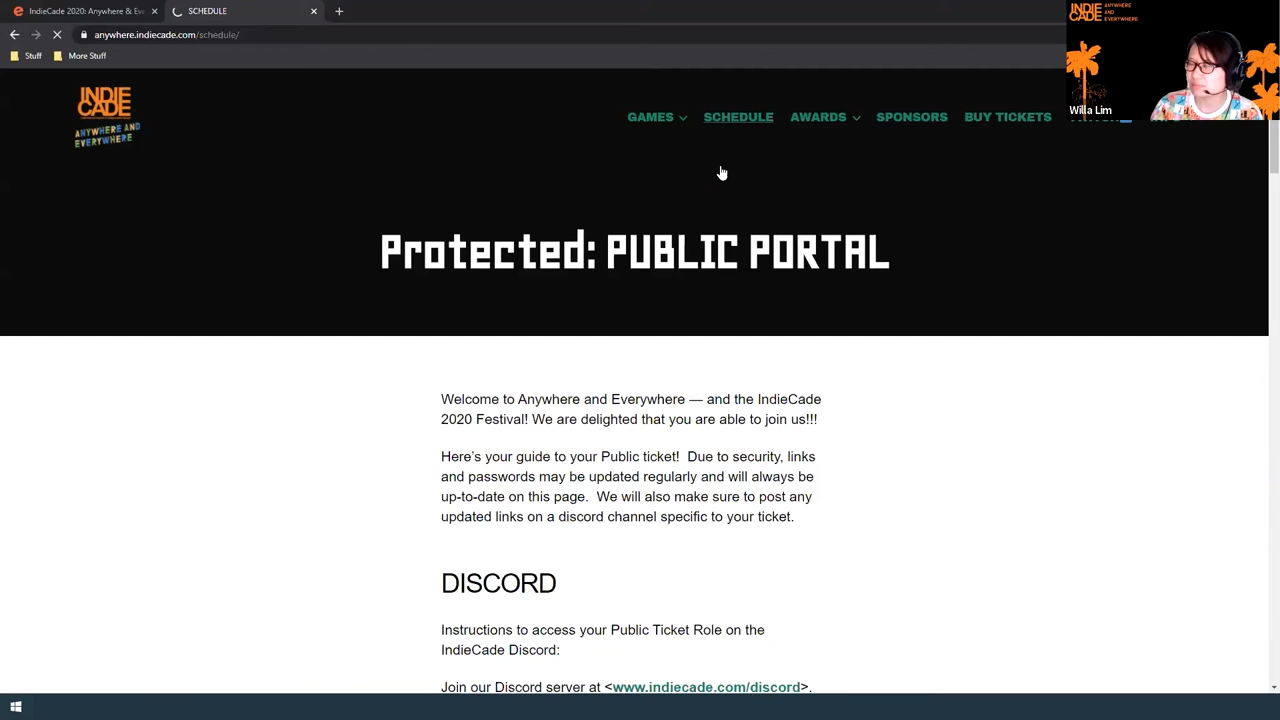 IndieCade 2020: Anywhere & Ev
SCHEDULE
anywhere.indiecade.com/schedule/
Stuff
More Stuff
INDIE
CADE
ANYWHERE
AND
EVERYWHERE
Willa Lim
INDIE
CADE
ANYWHERE AND
EVERYWHERE
GAMES
SCHEDULE
AWARDS
SPONSORS
BUY TICKETS
Protected: PUBLIC PORTAL
Welcome to Anywhere and Everywhere — and the IndieCade
2020 Festival! We are delighted that you are able to join us!!!
Here’s your guide to your Public ticket! Due to security, links
and passwords may be updated regularly and will always be
up-to-date on this page. We will also make sure to post any
updated links on a discord channel specific to your ticket.
DISCORD
Instructions to access your Public Ticket Role on the
IndieCade Discord:
Join our Discord server at <www.indiecade.com/discord>.